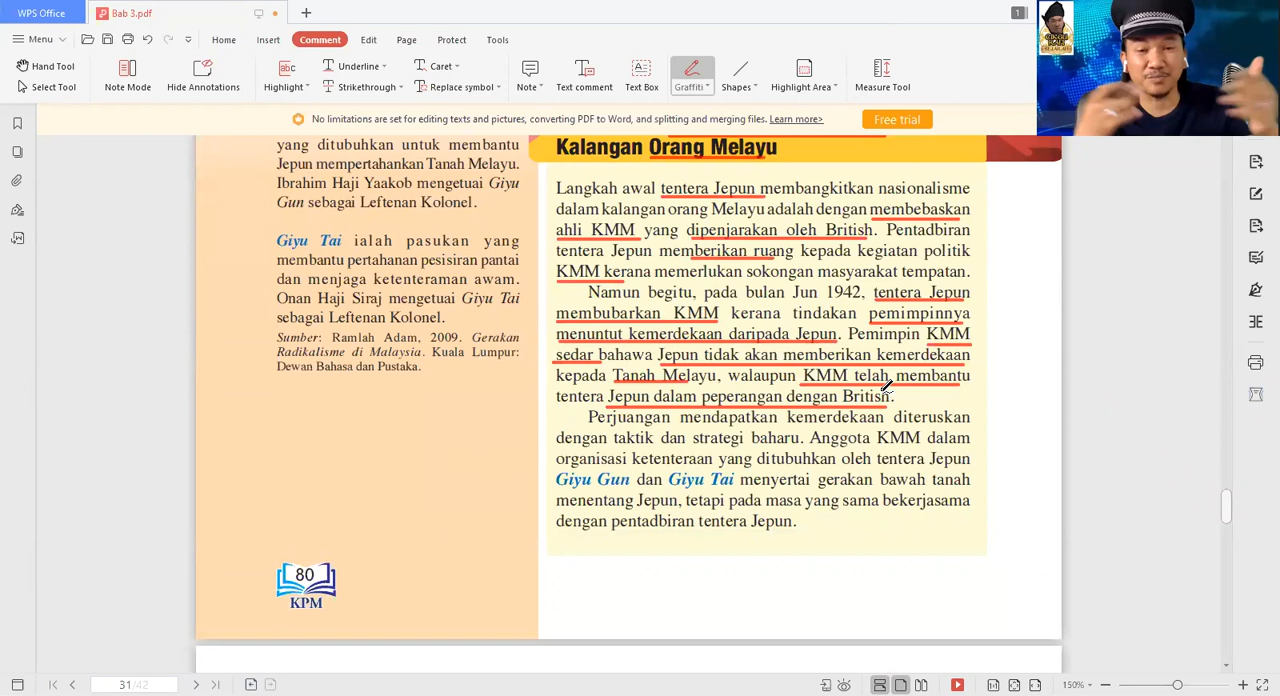 WPS Office
Bab 3.pdf
1
Menu
Home
Insert
Comment
Edit
Page
Protect
Tools
Hand Tool
Select Tool
Note Mode
Hide Annotations
Highlight
Underline
Strikethrough
Caret
Replace symbol
Note
Text comment
Text Box
Graffiti
Shapes
Highlight Area
Measure Tool
No limitations are set for editing texts and pictures, converting PDF to Word, and splitting and merging files. Learn more>
Free trial
yang ditubuhkan untuk membantu
Jepun mempertahankan Tanah Melayu.
Ibrahim Haji Yaakob mengetuai Giyu
Gun sebagai Leftenan Kolonel.
Giyu Tai ialah pasukan yang
membantu pertahanan pesisiran pantai
dan menjaga ketenteraman awam.
Onan Haji Siraj mengetuai Giyu Tai
sebagai Leftenan Kolonel.
Sumber: Ramlah Adam, 2009. Gerakan
Radikalisme di Malaysia. Kuala Lumpur:
Dewan Bahasa dan Pustaka.
80
KPM
Kalangan Orang Melayu
Langkah awal tentera Jepun membangkitkan nasionalisme
dalam kalangan orang Melayu adalah dengan membebaskan
ahli KMM yang dipenjarakan oleh British. Pentadbiran
tentera Jepun memberikan ruang kepada kegiatan politik
KMM kerana memerlukan sokongan masyarakat tempatan.
Namun begitu, pada bulan Jun 1942, tentera Jepun
membubarkan KMM kerana tindakan pemimpinnya
menuntut kemerdekaan daripada Jepun. Pemimpin KMM
sedar bahawa Jepun tidak akan memberikan kemerdekaan
kepada Tanah Melayu, walaupun KMM telah membantu
tentera Jepun dalam peperangan dengan British.
Perjuangan mendapatkan kemerdekaan diteruskan
dengan taktik dan strategi baharu. Anggota KMM dalam
organisasi ketenteraan yang ditubuhkan oleh tentera Jepun
Giyu Gun dan Giyu Tai menyertai gerakan bawah tanah
menentang Jepun, tetapi pada masa yang sama bekerjasama
dengan pentadbiran tentera Jepun.
31/42
150%